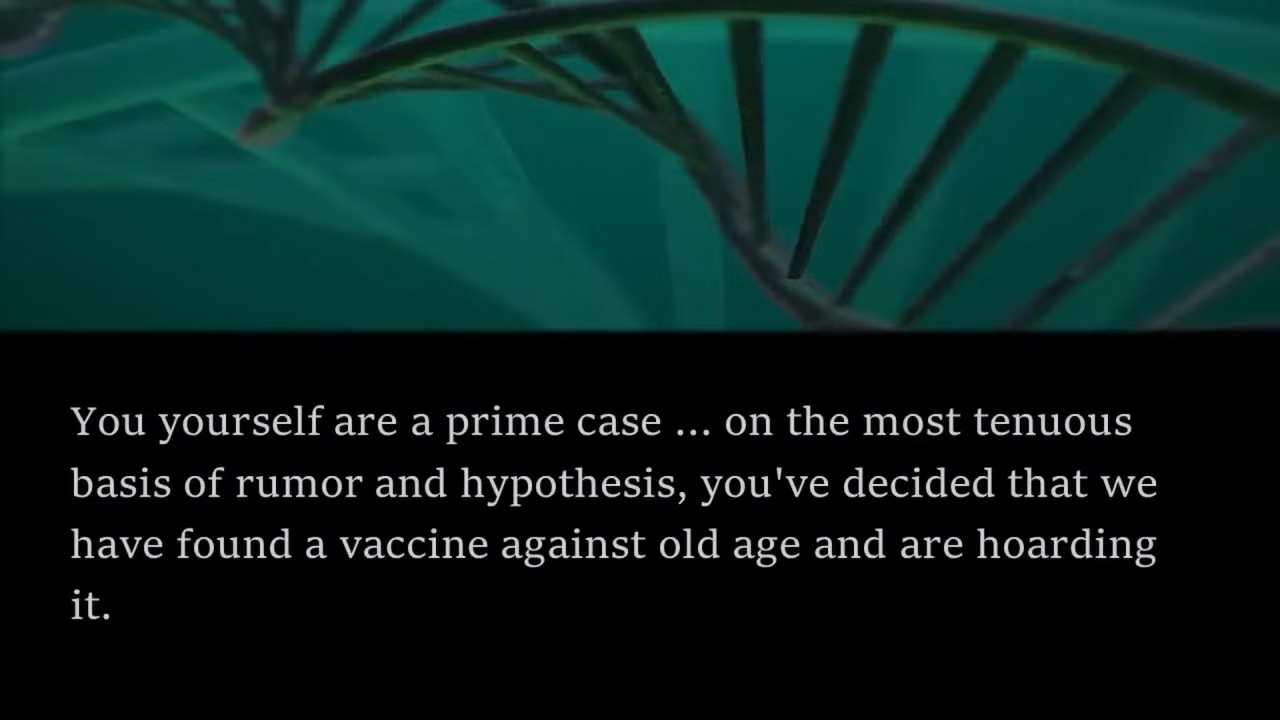 You yourself are a prime case ... on the most tenuous
basis of rumor and hypothesis, you've decided that we
have found a vaccine against old age and are hoarding
it.